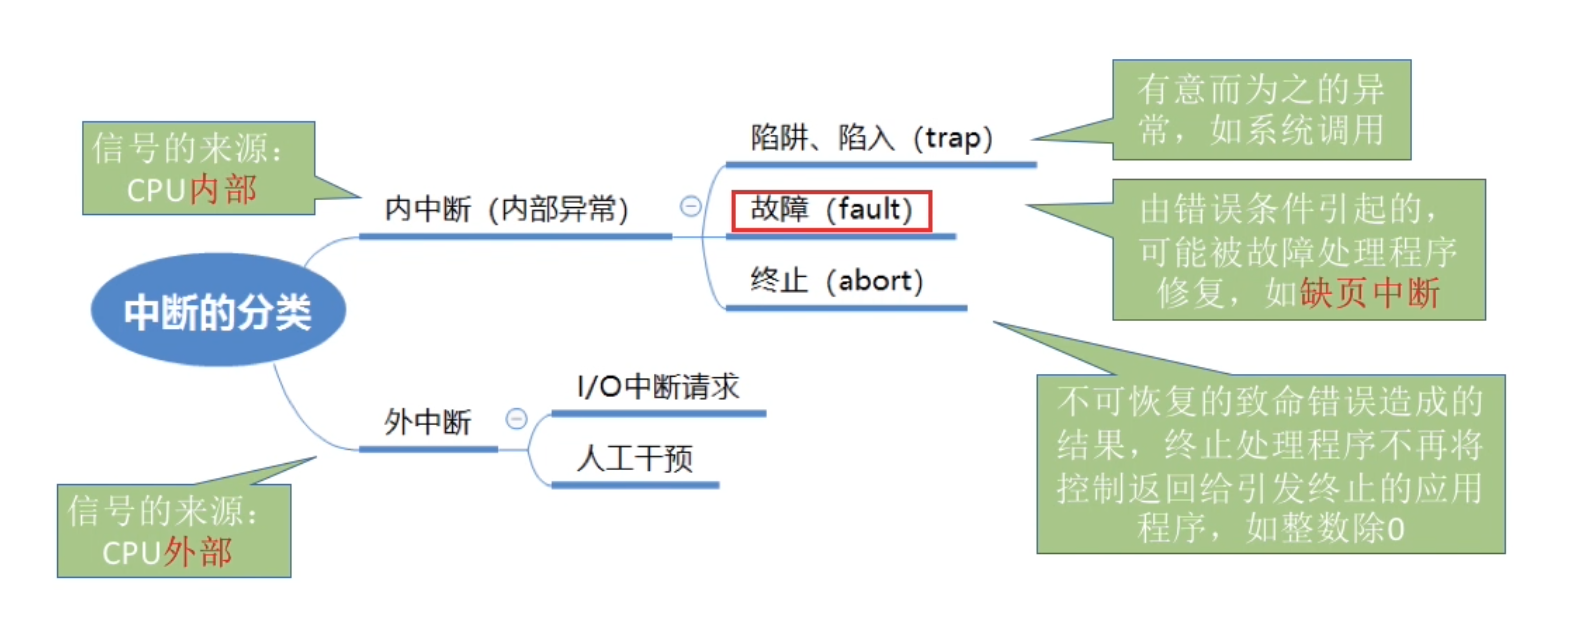 信号的来源：
CPU内部
中断的分类
内中断（内部异常）
陷阱、陷入（trap）
有意而为之的异
常，如系统调用
故障（fault）
由错误条件引起的，
可能被故障处理程序
修复，如缺页中断
终止（abort）
不可恢复的致命错误造成的
结果，终止处理程序不再将
控制返回给引发终止的应用
程序，如整数除0
外中断
I/O中断请求
人工干预
信号的来源：
CPU外部